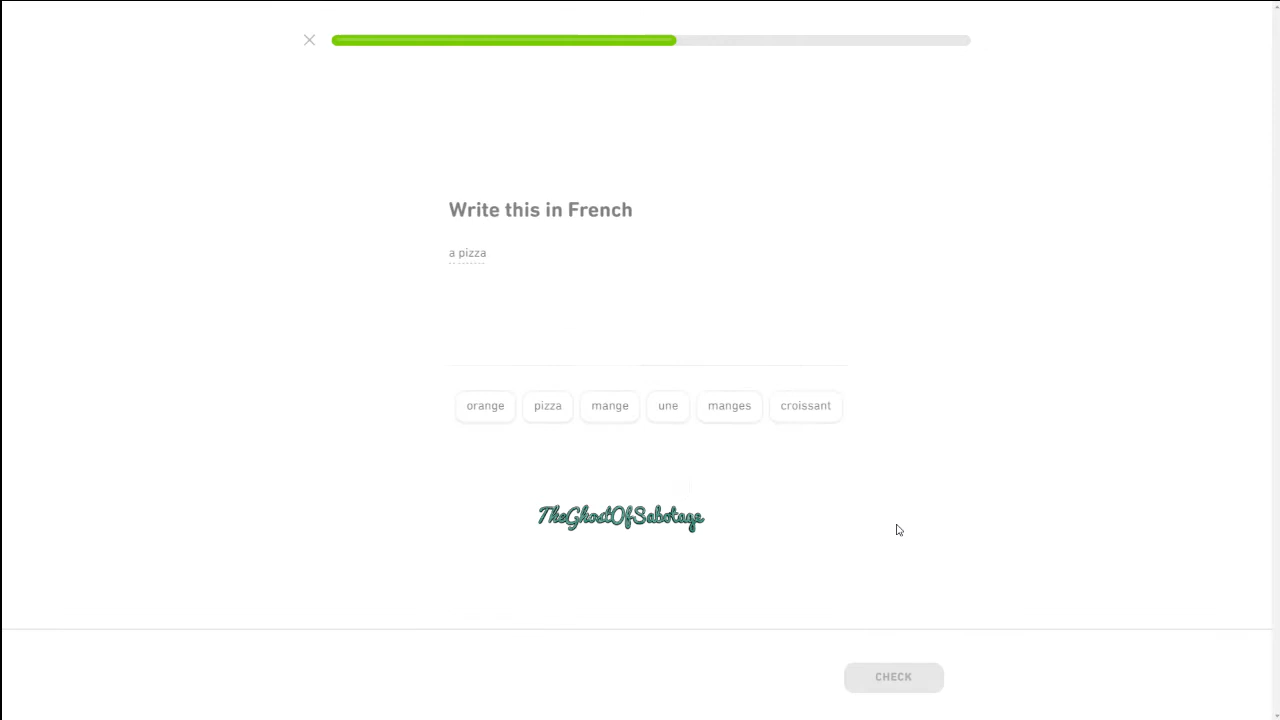 Write this in French
a pizza
orange pizza mange une manges croissant
TheGhostOfSabotage
CHECK